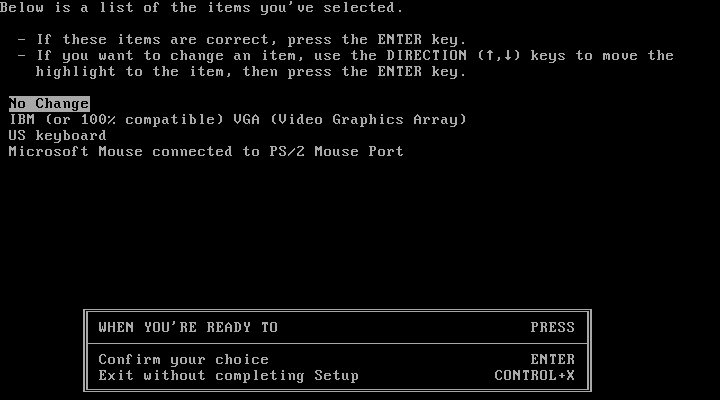 Below is a list of the items you've selected.
- If these items are correct, press the ENTER key.
- If you want to change an item, use the DIRECTION (↑,↓) keys to move the
highlight to the item, then press the ENTER key.
No Change
IBM (or 100% compatible) VGA (Video Graphics Array)
US keyboard
Microsoft Mouse connected to PS/2 Mouse Port
WHEN YOU'RE READY TO PRESS
Confirm your choice ENTER
Exit without completing Setup CONTROL+X